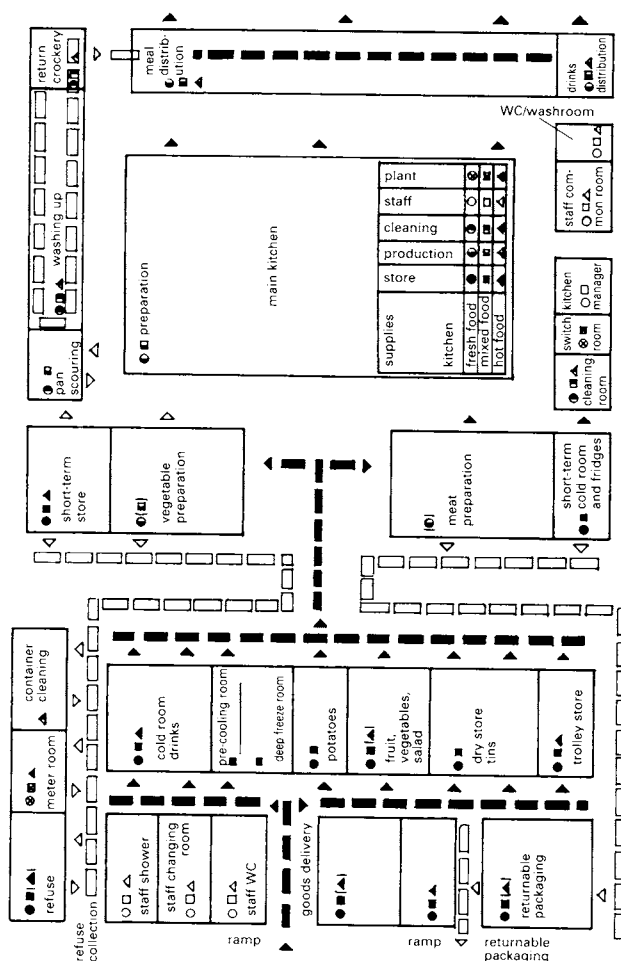 return
crockery
meal
distrib-
ution
drinks
distribution
WC/washroom
washing up
pan
scouring
preparation
main kitchen
plant
staff
cleaning
production
store
supplies
kitchen
fresh food
mixed food
hot food
staff com-
mon room
kitchen
manager
switch
room
cleaning
room
short-term
store
vegetable
preparation
meat
preparation
short-term
cold room
and fridges
container
cleaning
meter room
refuse
refuse
collection
cold room
drinks
pre-cooling room
deep freeze room
potatoes
fruit,
vegetables,
salad
dry store
tins
trolley store
staff shower
staff changing
room
staff WC
goods delivery
returnable
packaging
ramp
ramp
returnable
packaging